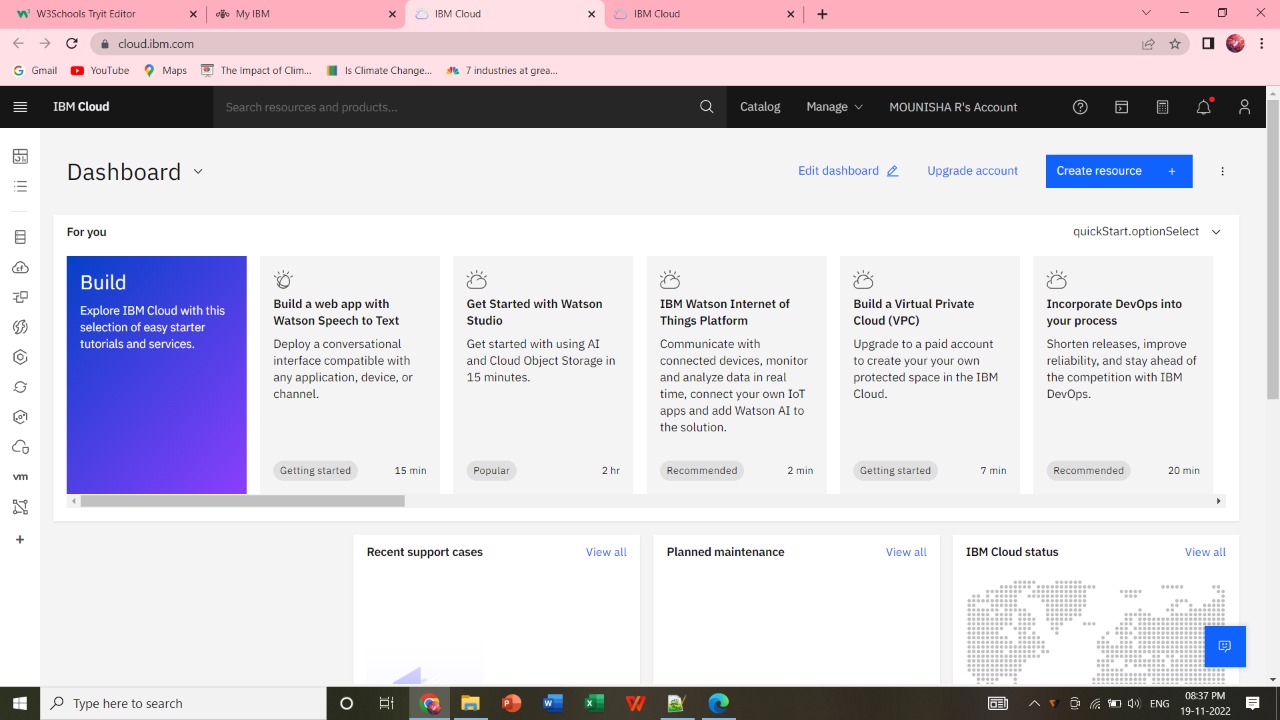 W3Schools Tryit Editor
My IBM
IBM Cloud
IBM Cloud
cloud.ibm.com
Gmail
YouTube
Maps
The Impact of Clim...
Is Climate Change...
7 industries at grea...
IBM Cloud
Search resources and products...
Catalog
Manage
MOUNISHA R's Account
Dashboard
Edit dashboard
Upgrade account
Create resource +
For you
quickStart.optionSelect
Build
Explore IBM Cloud with this
selection of easy starter
tutorials and services.
Build a web app with
Watson Speech to Text
Deploy a conversational
interface compatible with
any application, device, or
channel.
Getting started
15 min
Get Started with Watson
Studio
Get started with using AI
and Cloud Object Storage in
15 minutes.
Popular
2 hr
IBM Watson Internet of
Things Platform
Communicate with
connected devices, monitor
and analyze data in real
time, connect your own IoT
apps and add Watson AI to
the solution.
Recommended
2 min
Build a Virtual Private
Cloud (VPC)
Upgrade to a paid account
to create your your own
protected space in the IBM
Cloud.
Getting started
7 min
Incorporate DevOps into
your process
Shorten releases, improve
reliability, and stay ahead of
the competition with IBM
DevOps.
Recommended
20 min
vm
Recent support cases
View all
Planned maintenance
View all
IBM Cloud status
View all
Type here to search
ENG
08:37 PM
19-11-2022